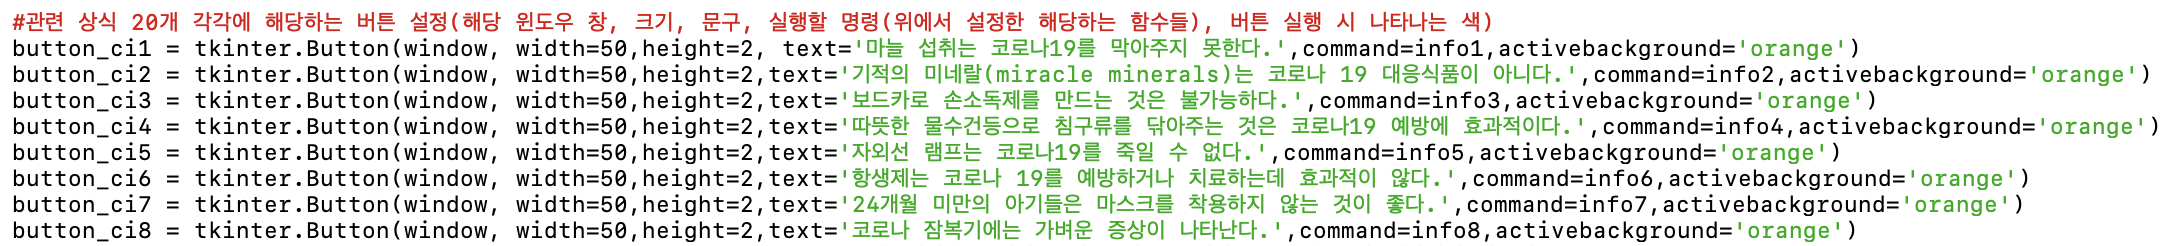 #관련 상식 20개 각각에 해당하는 버튼 설정(해당 윈도우 창, 크기, 문구, 실행할 명령(위에서 설정한 해당하는 함수들), 버튼 실행 시 나타나는 색)
button_ci1 = tkinter.Button(window, width=50,height=2, text='마늘 섭취는 코로나19를 막아주지 못한다.',command=info1,activebackground='orange')
button_ci2 = tkinter.Button(window, width=50,height=2,text='기적의 미네랄(miracle minerals)는 코로나 19 대응식품이 아니다.',command=info2,activebackground='orange')
button_ci3 = tkinter.Button(window, width=50,height=2,text='보드카로 손소독제를 만드는 것은 불가능하다.',command=info3,activebackground='orange')
button_ci4 = tkinter.Button(window, width=50,height=2,text='따뜻한 물수건등으로 침구류를 닦아주는 것은 코로나19 예방에 효과적이다.',command=info4,activebackground='orange')
button_ci5 = tkinter.Button(window, width=50,height=2,text='자외선 램프는 코로나19를 죽일 수 없다.',command=info5,activebackground='orange')
button_ci6 = tkinter.Button(window, width=50,height=2,text='항생제는 코로나 19를 예방하거나 치료하는데 효과적이 않다.',command=info6,activebackground='orange')
button_ci7 = tkinter.Button(window, width=50,height=2,text='24개월 미만의 아기들은 마스크를 착용하지 않는 것이 좋다.',command=info7,activebackground='orange')
button_ci8 = tkinter.Button(window, width=50,height=2,text='코로나 잠복기에는 가벼운 증상이 나타난다.',command=info8,activebackground='orange')